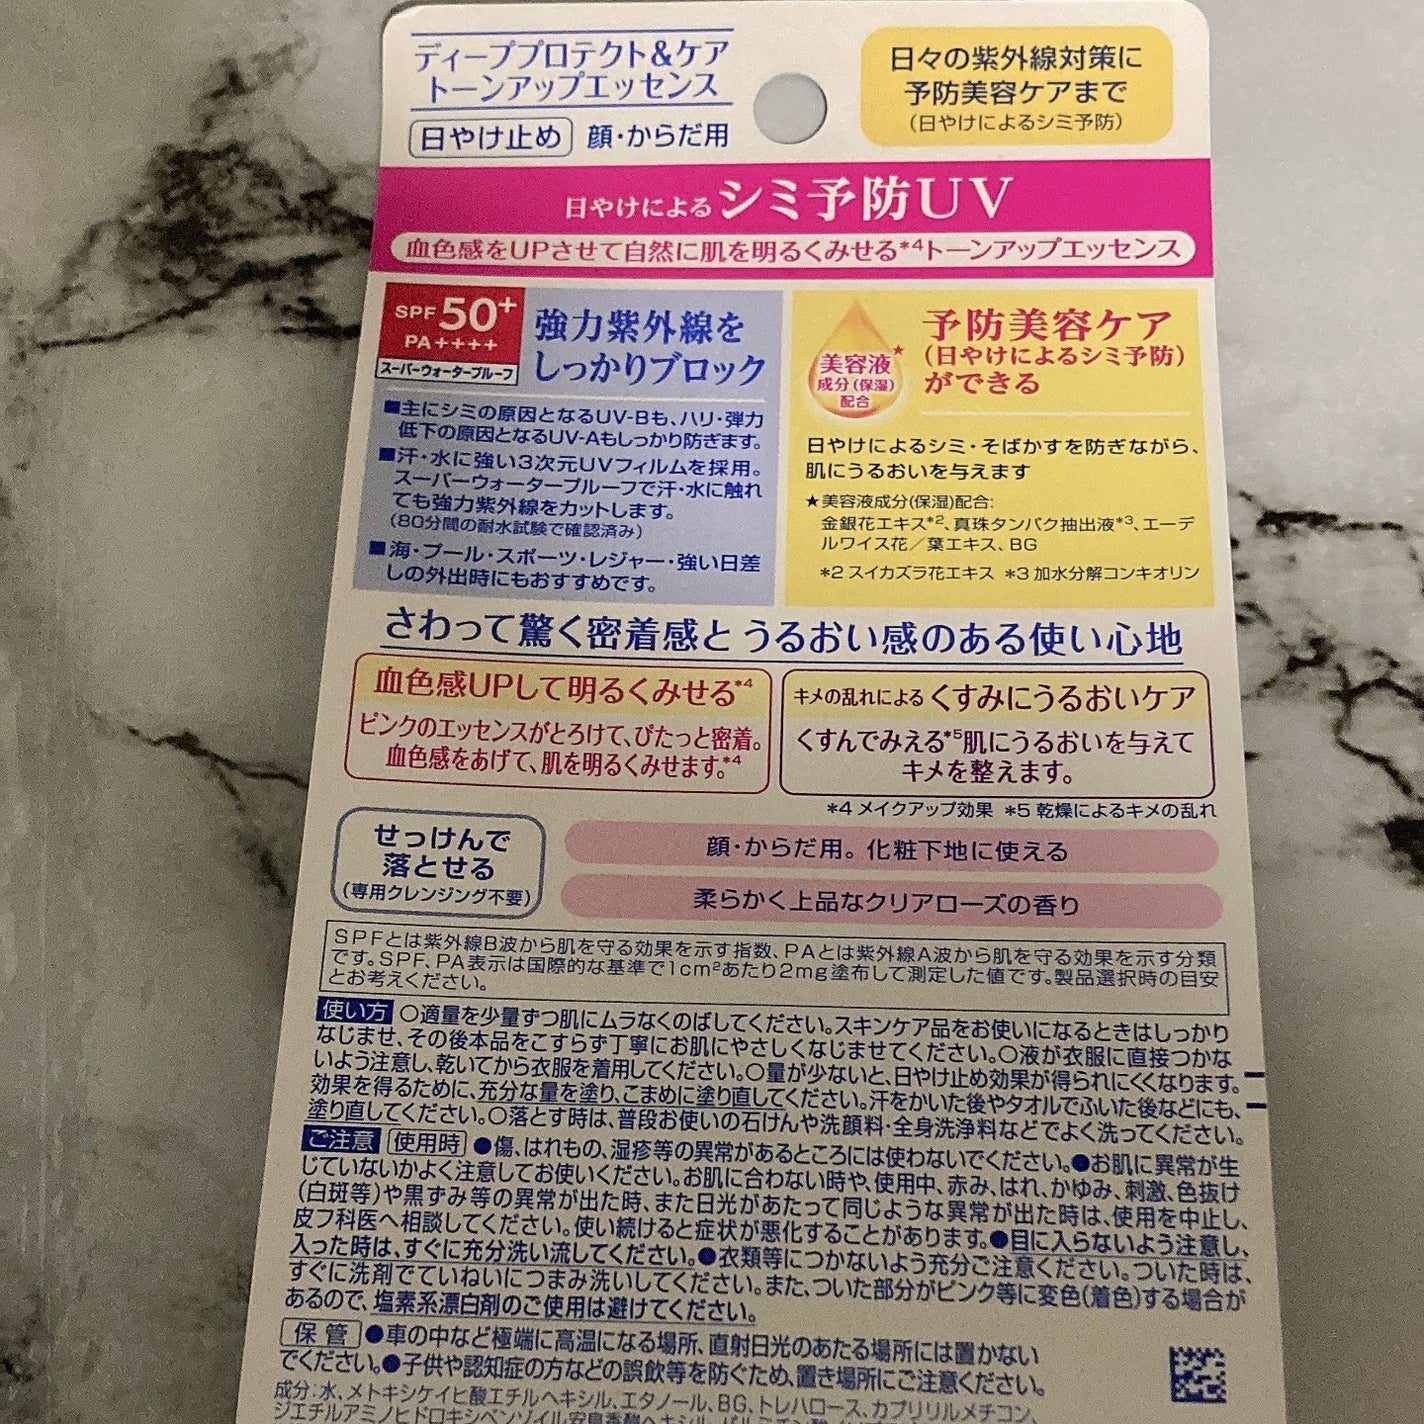 ディーププロテクト&ケア
トーンアップエッセンス
日やけ止め 顔・からだ用
日々の紫外線対策に
予防美容ケアまで
(日やけによるシミ予防)
日やけによるシミ予防UV
血色感をUPさせて自然に肌を明るくみせる*4トーンアップエッセンス
SPF50+
PA++++
スーパーウォータープルーフ
強力紫外線を
しっかりブロック
■主にシミの原因となるUV-Bも、ハリ・弾力
低下の原因となるUV-Aもしっかり防ぎます。
■汗・水に強い3次元UVフィルムを採用。
スーパーウォータープルーフで汗・水に触れ
ても強力紫外線をカットします。
(80分間の耐水試験で確認済み)
■海・プール・スポーツ・レジャー・強い日差
しの外出時にもおすすめです。
美容液★
成分(保湿)
配合
予防美容ケア
(日やけによるシミ予防)
ができる
日やけによるシミ・そばかすを防ぎながら、
肌にうるおいを与えます
★美容液成分(保湿)配合:
金銀花エキス*2、真珠タンパク抽出液*3、エーデ
ルワイス花/葉エキス、BG
*2 スイカズラ花エキス *3 加水分解コンキオリン
さわって驚く密着感とうるおい感のある使い心地
血色感UPして明るくみせる*4
ピンクのエッセンスがとろけて、ぴたっと密着。
血色感をあげて、肌を明るくみせます。*4
キメの乱れによるくすみにうるおいケア
くすんでみえる*5肌にうるおいを与えて
キメを整えます。
*4 メイクアップ効果 *5 乾燥によるキメの乱れ
せっけんで
落とせる
(専用クレンジング不要)
顔・からだ用。化粧下地に使える
柔らかく上品なクリアローズの香り
SPFとは紫外線B波から肌を守る効果を示す指数、PAとは紫外線A波から肌を守る効果を示す分類
です。SPF、PA表示は国際的な基準で1cm²あたり2mg塗布して測定した値です。製品選択時の目安
とお考えください。
使い方 ○適量を少量ずつ肌にムラなくのばしてください。スキンケア品をお使いになるときはしっかり
なじませ、その後本品をこすらず丁寧にお肌にやさしくなじませてください。○液が衣服に直接つかな
いよう注意し、乾いてから衣服を着用してください。○量が少ないと、日やけ止め効果が得られにくくなります。
効果を得るために、充分な量を塗り、こまめに塗り直してください。汗をかいた後やタオルでふいた後などにも、
塗り直してください。○落とす時は、普段お使いの石けんや洗顔料・全身洗浄料などでよく洗ってください。
ご注意 使用時 ●傷、はれもの、湿疹等の異常があるところには使わないでください。●お肌に異常が生
じていないかよく注意してお使いください。お肌に合わない時や、使用中、赤み、はれ、かゆみ、刺激、色抜け
(白斑等)や黒ずみ等の異常が出た時、また日光があたって同じような異常が出た時は、使用を中止し、
皮フ科医へ相談してください。使い続けると症状が悪化することがあります。●目に入らないよう注意し、
入った時は、すぐに充分洗い流してください。●衣類等につかないよう充分ご注意ください。ついた時は、
すぐに洗剤でていねいにつまみ洗いしてください。また、ついた部分がピンク等に変色(着色)する場合が
あるので、塩素系漂白剤のご使用は避けてください。
保管 ●車の中など極端に高温になる場所、直射日光のあたる場所には置かない
でください。●子供や認知症の方などの誤飲等を防ぐため、置き場所にご注意ください。
成分:水、メトキシケイヒ酸エチルヘキシル、エタノール、BG、トレハロース、カプリリルメチコン、
ジエチルアミノヒドロキシベンゾイル安息香酸ヘキシル、